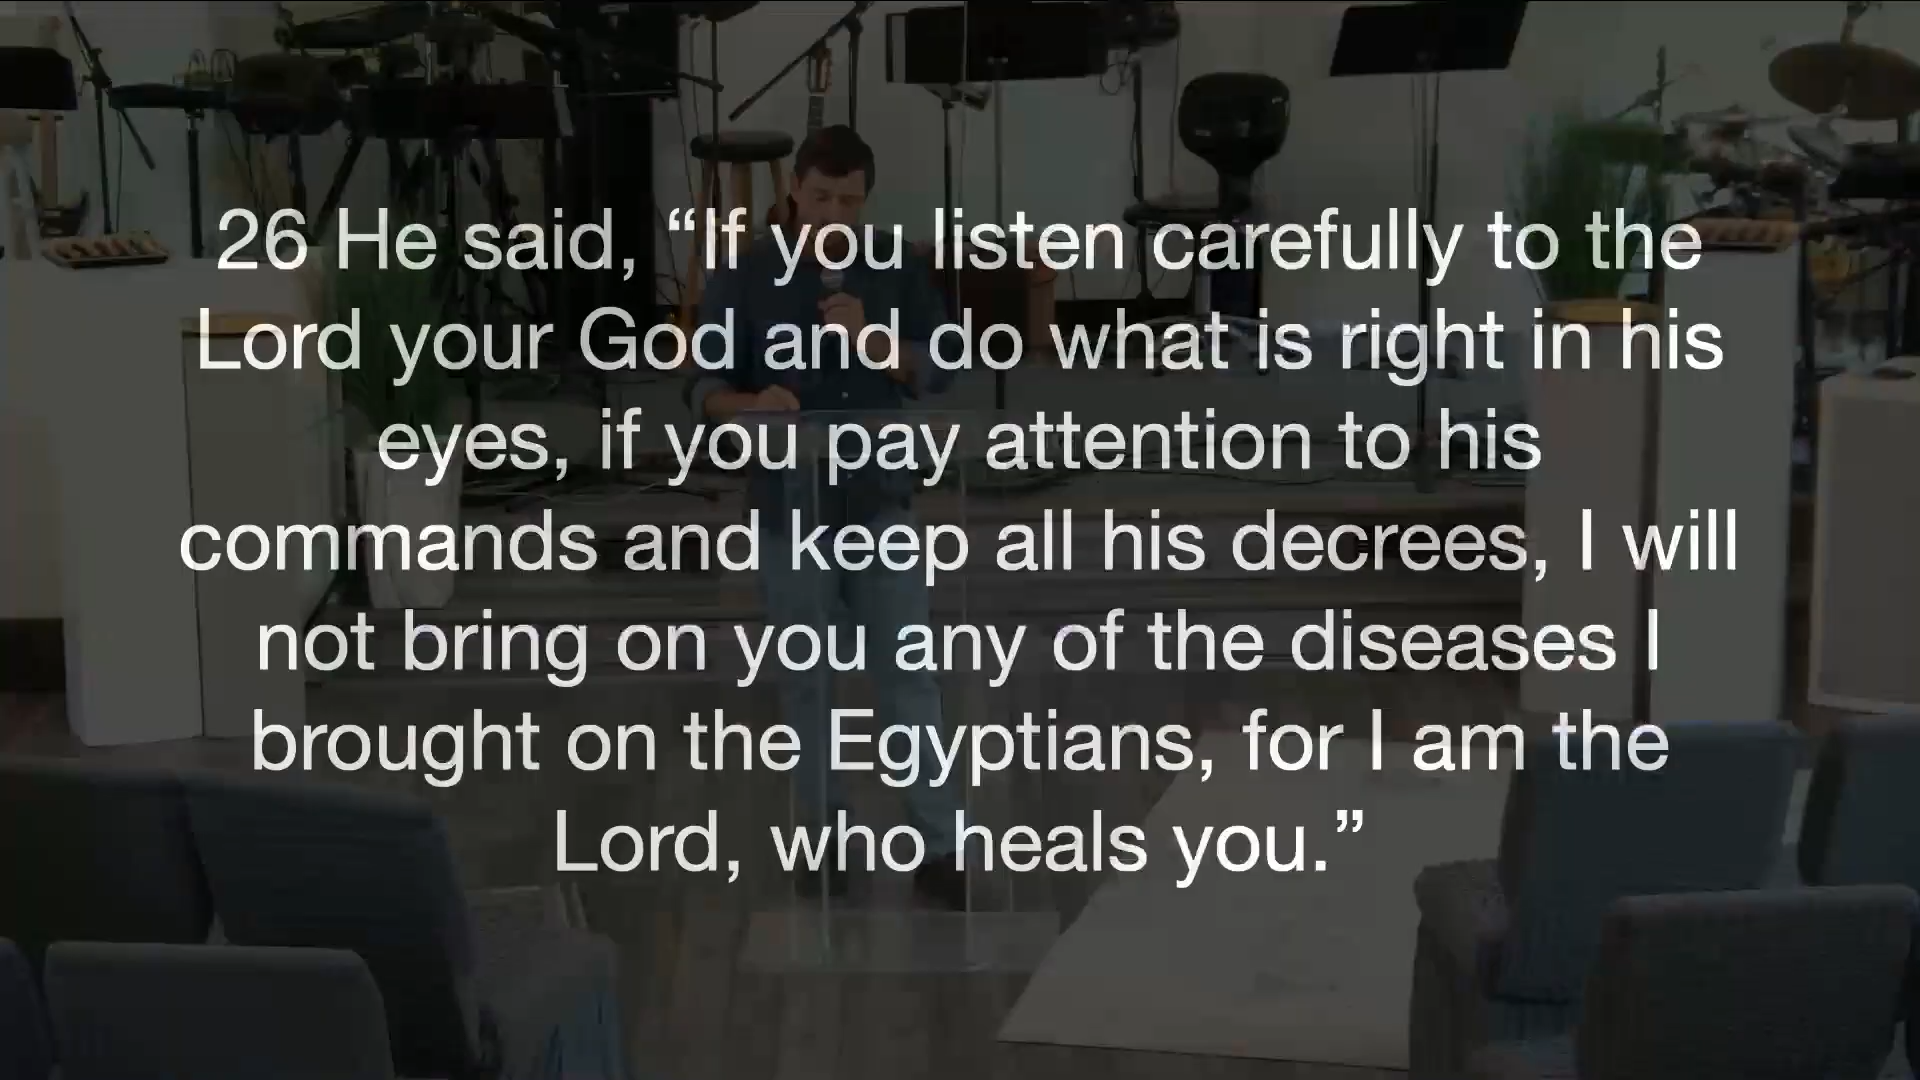 26 He said, “If you listen carefully to the
Lord your God and do what is right in his
eyes, if you pay attention to his
commands and keep all his decrees, I will
not bring on you any of the diseases I
brought on the Egyptians, for I am the
Lord, who heals you.”